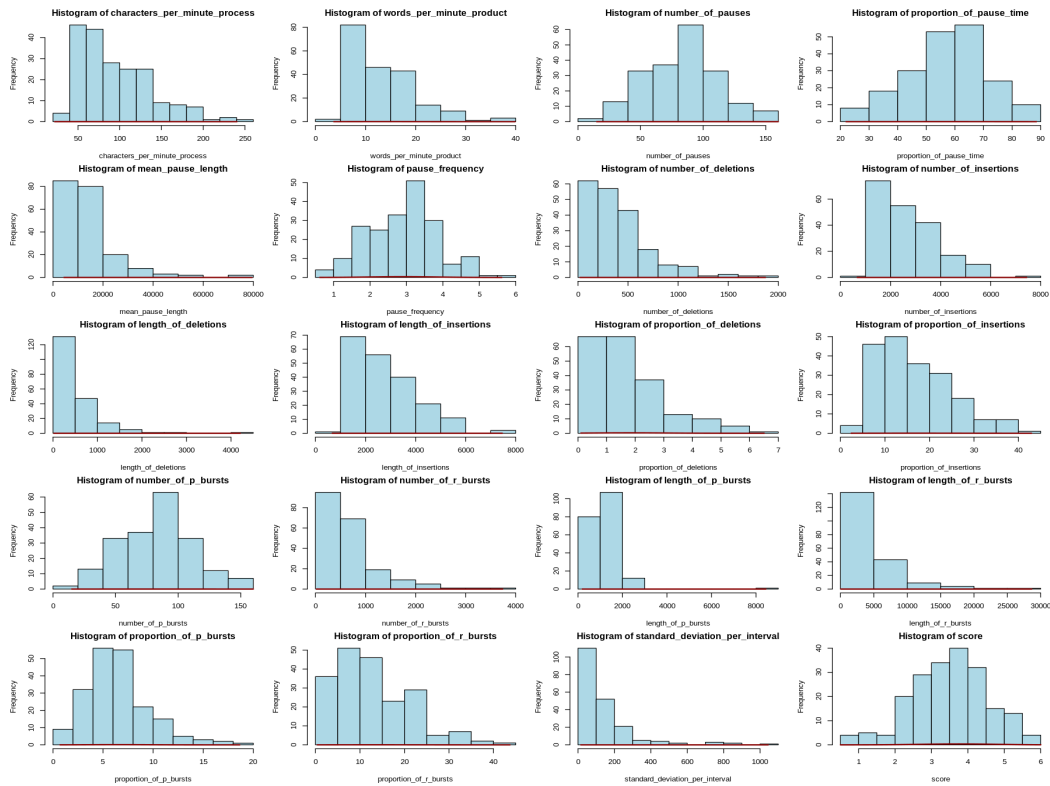 Histogram of characters_per_minute_process
Frequency
0 10 20 30 40
50 100 150 200 250
characters_per_minute_process
Histogram of words_per_minute_product
Frequency
0 20 40 60 80
0 10 20 30 40
words_per_minute_product
Histogram of number_of_pauses
Frequency
0 10 20 30 40 50 60
0 50 100 150
number_of_pauses
Histogram of proportion_of_pause_time
Frequency
0 10 30 50
20 30 40 50 60 70 80 90
proportion_of_pause_time
Histogram of mean_pause_length
Frequency
0 20 40 60 80
0 20000 40000 60000 80000
mean_pause_length
Histogram of pause_frequency
Frequency
0 10 20 30 40 50
1 2 3 4 5 6
pause_frequency
Histogram of number_of_deletions
Frequency
0 10 20 30 40 50 60
0 500 1000 1500 2000
number_of_deletions
Histogram of number_of_insertions
Frequency
0 20 40 60
0 2000 4000 6000 8000
number_of_insertions
Histogram of length_of_deletions
Frequency
0 20 40 60 80 120
0 1000 2000 3000 4000
length_of_deletions
Histogram of length_of_insertions
Frequency
0 10 20 30 40 50 60 70
0 2000 4000 6000 8000
length_of_insertions
Histogram of proportion_of_deletions
Frequency
0 10 20 30 40 50 60
0 1 2 3 4 5 6 7
proportion_of_deletions
Histogram of proportion_of_insertions
Frequency
0 10 20 30 40 50
0 10 20 30 40
proportion_of_insertions
Histogram of number_of_p_bursts
Frequency
0 10 20 30 40 50 60
0 50 100 150
number_of_p_bursts
Histogram of number_of_r_bursts
Frequency
0 20 40 60 80
0 1000 2000 3000 4000
number_of_r_bursts
Histogram of length_of_p_bursts
Frequency
0 20 40 60 80 100
0 2000 4000 6000 8000
length_of_p_bursts
Histogram of length_of_r_bursts
Frequency
0 20 40 60 80 120
0 5000 10000 15000 20000 25000 30000
length_of_r_bursts
Histogram of proportion_of_p_bursts
Frequency
0 10 20 30 40 50
0 5 10 15 20
proportion_of_p_bursts
Histogram of proportion_of_r_bursts
Frequency
0 10 20 30 40 50
0 10 20 30 40
proportion_of_r_bursts
Histogram of standard_deviation_per_interval
Frequency
0 20 40 60 80 100
0 200 400 600 800 1000
standard_deviation_per_interval
Histogram of score
Frequency
0 10 20 30 40
1 2 3 4 5 6
score